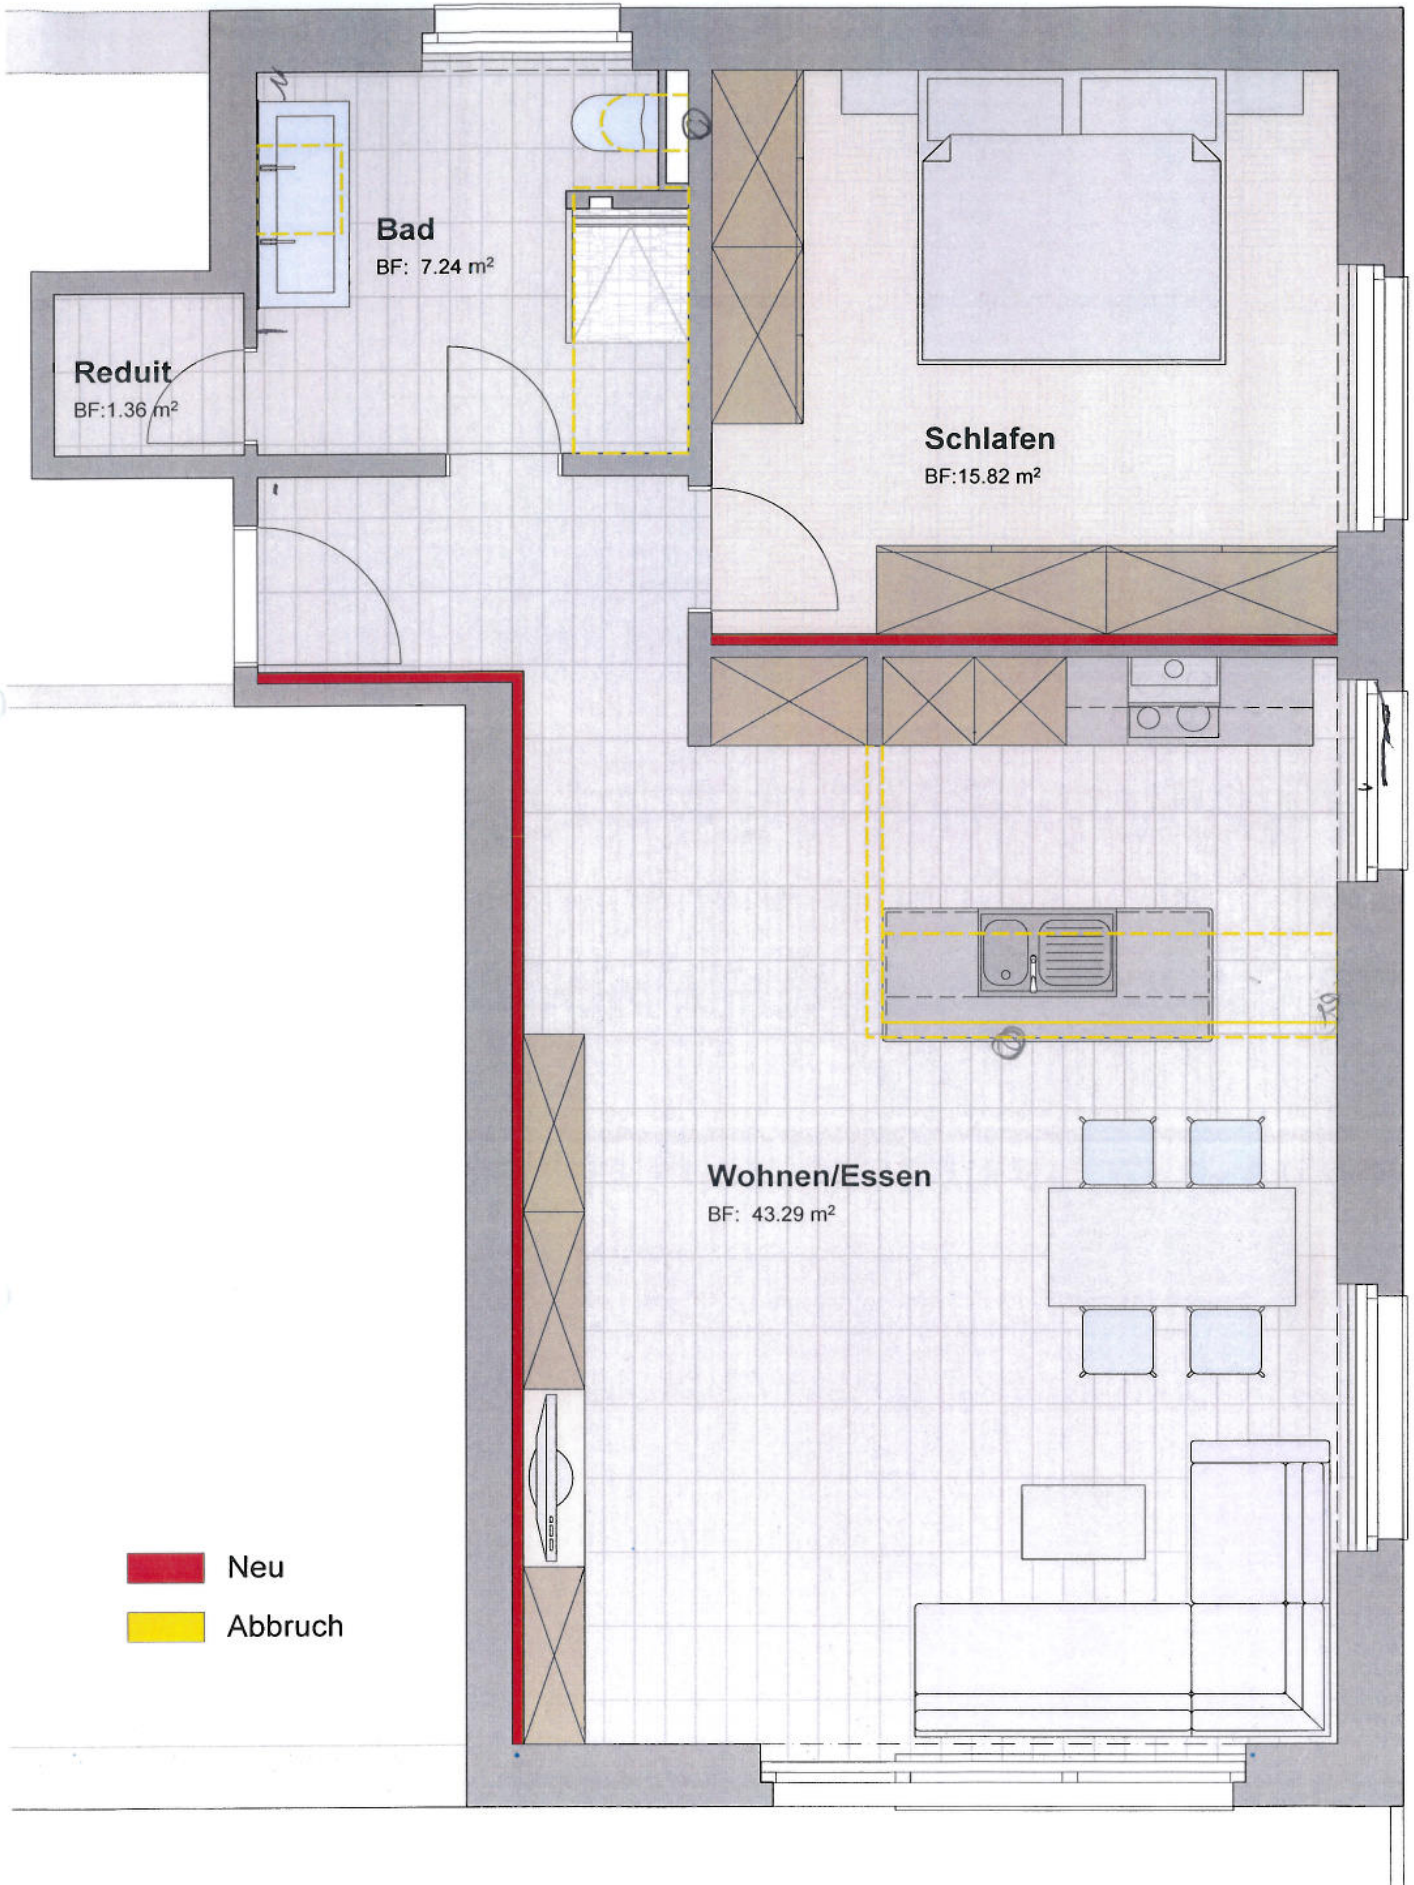 Bad
BF: 7.24 m²
Reduit
BF:1.36 m²
Schlafen
BF:15.82 m²
Wohnen/Essen
BF: 43.29 m²
Neu
Abbruch